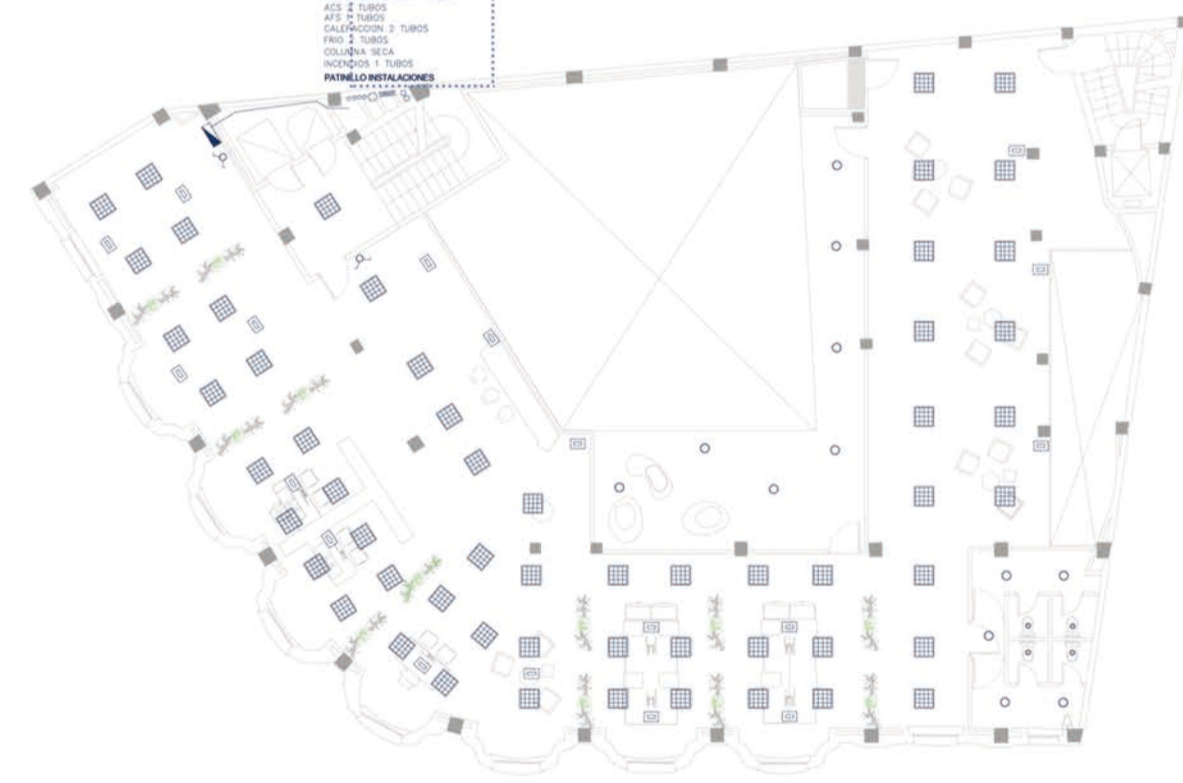 ACS 2 TUBOS
AFS 1 TUBOS
CALEFACCION 2 TUBOS
FRIO 2 TUBOS
COLUMNA SECA
INCENDIOS 1 TUBOS
PATINILLO INSTALACIONES